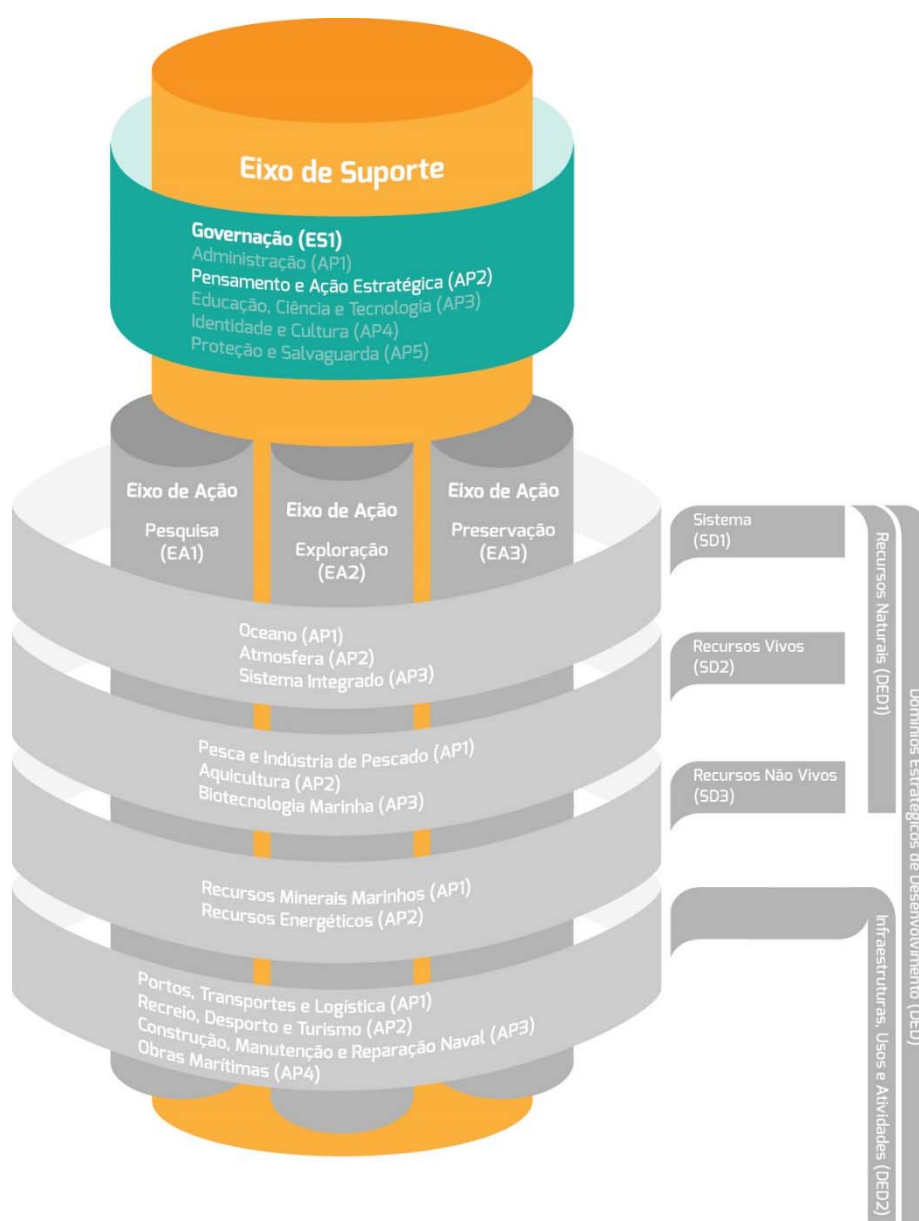 Eixo de Suporte
Governação (ES1)
Administração (AP1)
Pensamento e Ação Estratégica (AP2)
Educação, Ciência e Tecnologia (AP3)
Identidade e Cultura (AP4)
Proteção e Salvaguarda (AP5)
Eixo de Ação
Pesquisa
(EA1)
Eixo de Ação
Exploração
(EA2)
Eixo de Ação
Preservação
(EA3)
Oceano (AP1)
Atmosfera (AP2)
Sistema Integrado (AP3)
Pesca e Indústria de Pescado (AP1)
Aquicultura (AP2)
Biotecnologia Marinha (AP3)
Recursos Minerais Marinhos (AP1)
Recursos Energéticos (AP2)
Portos, Transportes e Logística (AP1)
Recreio, Desporto e Turismo (AP2)
Construção, Manutenção e Reparação Naval (AP3)
Obras Marítimas (AP4)
Sistema
(SD1)
Recursos Vivos
(SD2)
Recursos Não Vivos
(SD3)
Recursos Naturais (DED1)
Infraestruturas, Usos e Atividades (DED2)
Domínios Estratégicos de Desenvolvimento (DED)